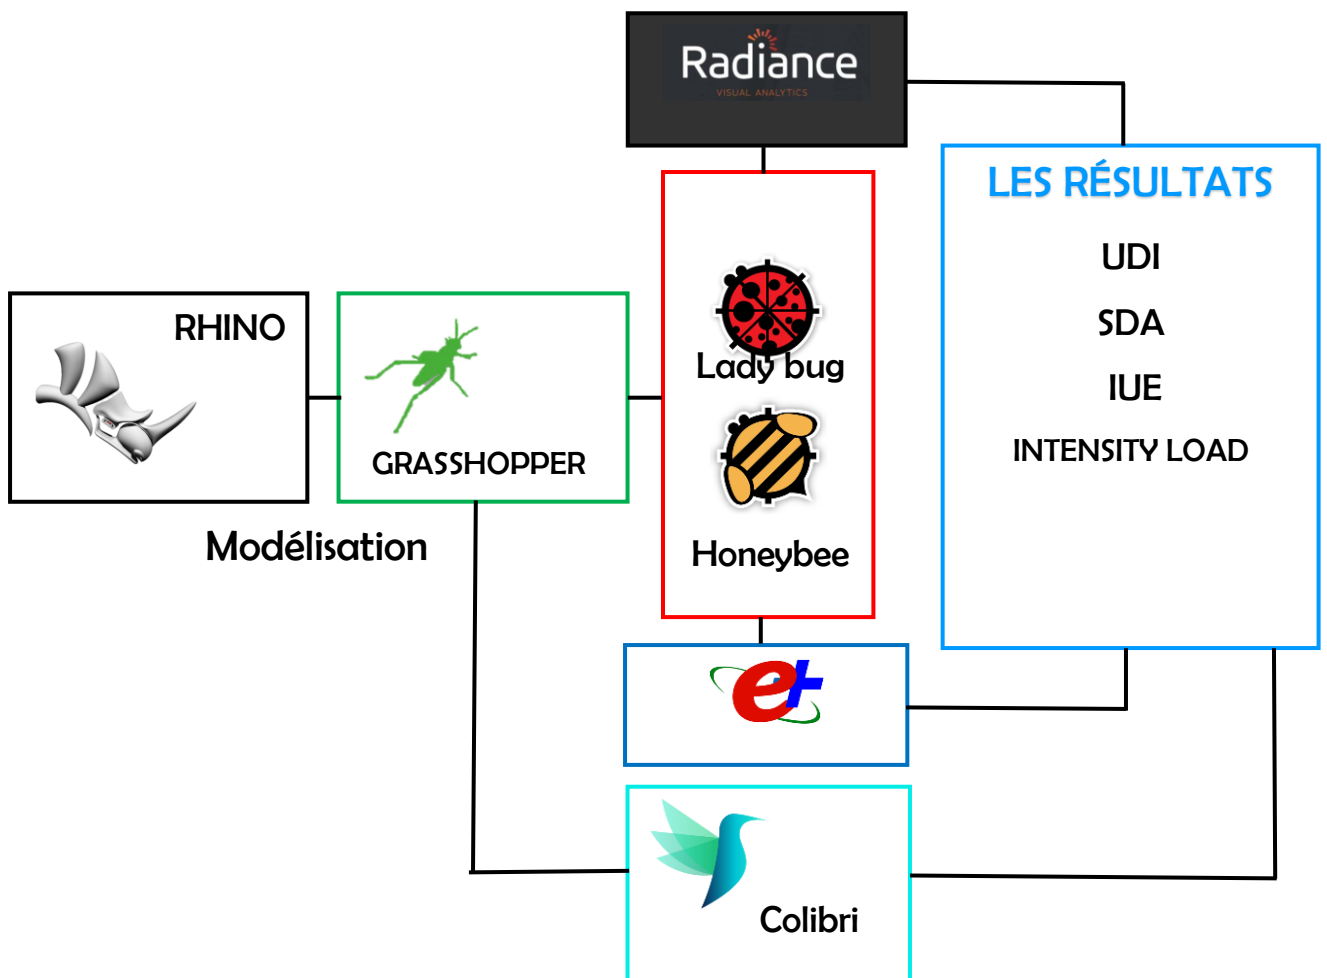 Radiance
VISUAL ANALYTICS
LES RÉSULTATS
UDI
SDA
IUE
INTENSITY LOAD
RHINO
GRASSHOPPER
Modélisation
Lady bug
Honeybee
e+
Colibri